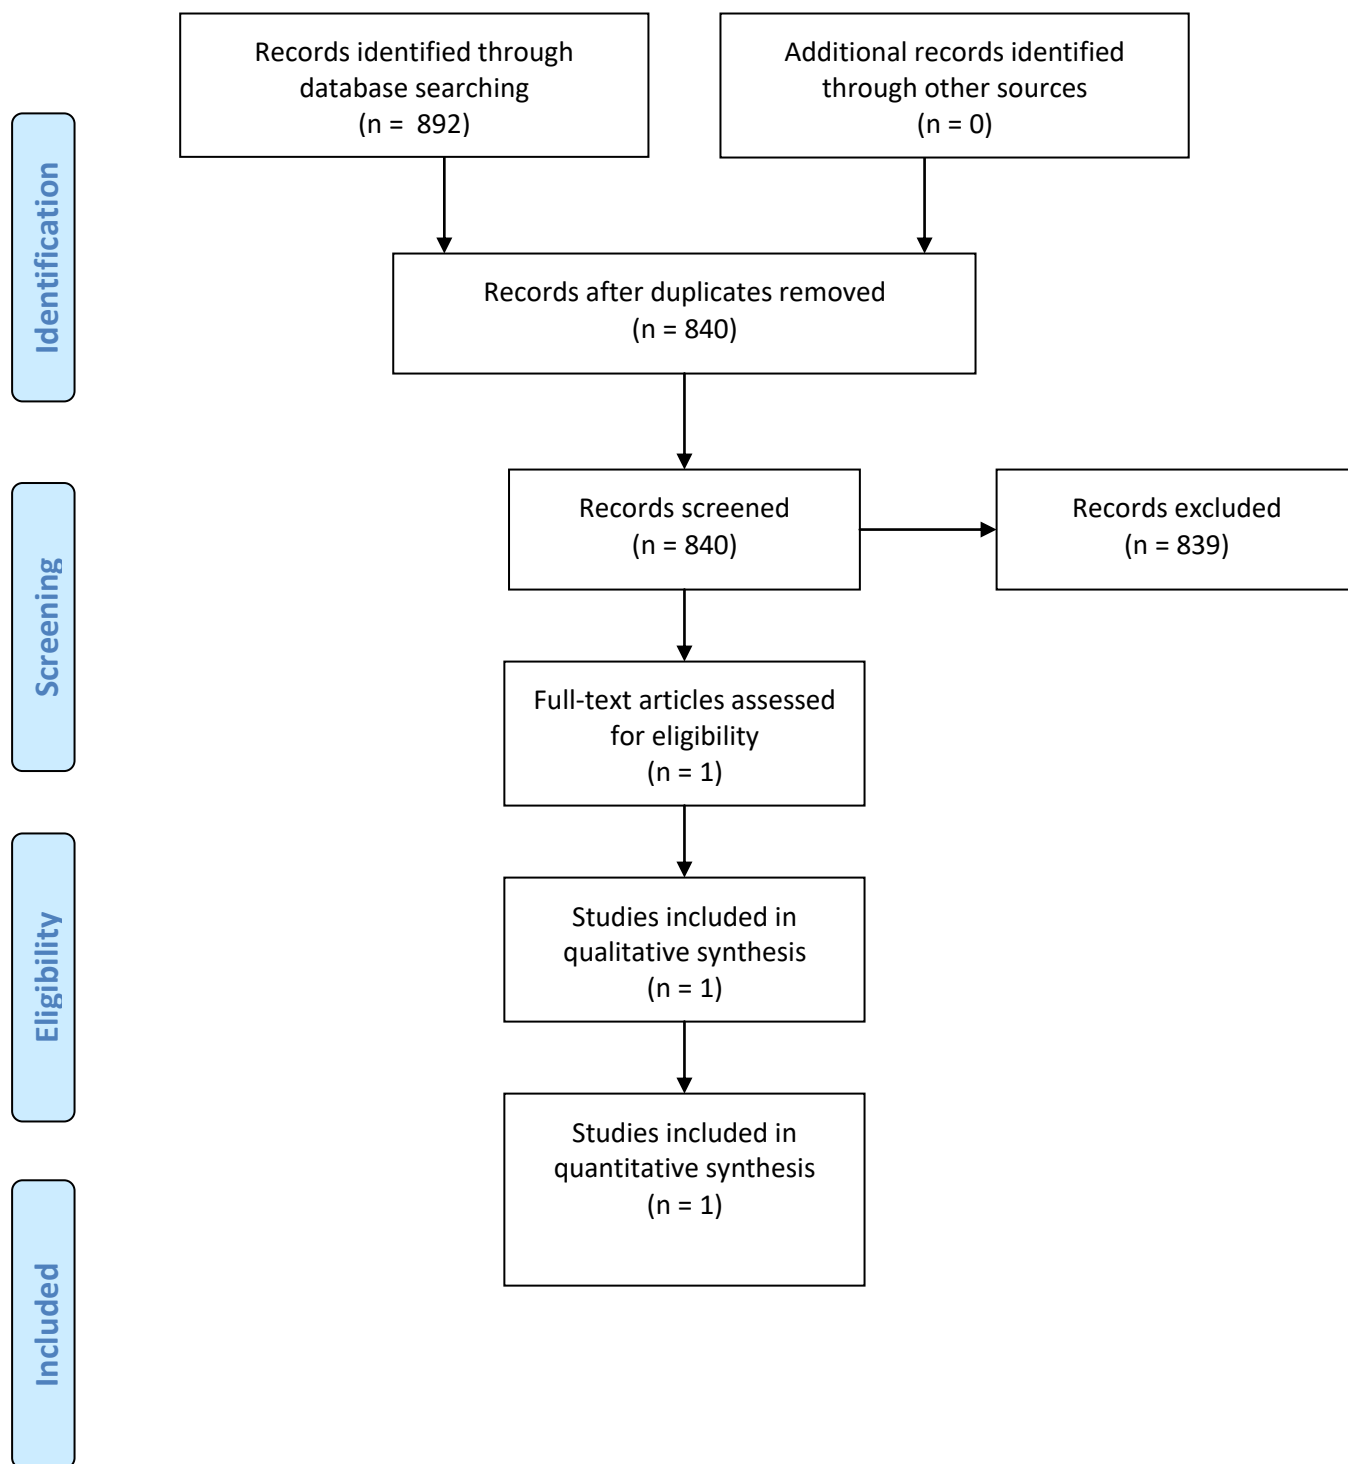 Records identified through
database searching
(n =  892)
Additional records identified
through other sources
(n = 0)
Identification
Records after duplicates removed
(n = 840)
Screening
Records screened
(n = 840)
Records excluded
(n = 839)
Full-text articles assessed
for eligibility
(n = 1)
Eligibility
Studies included in
qualitative synthesis
(n = 1)
Included
Studies included in
quantitative synthesis
(n = 1)